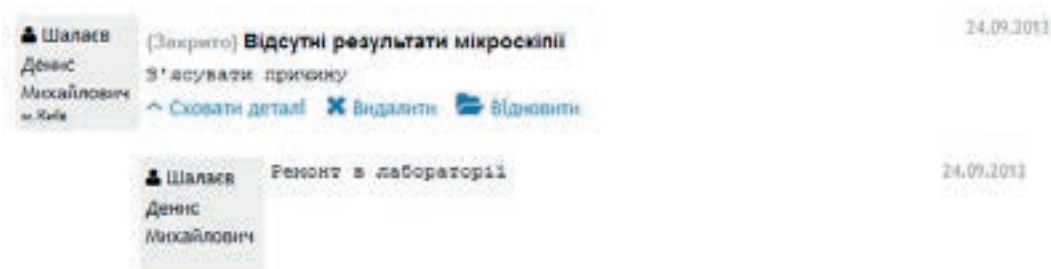 Шалаєв
Денис
Михайлович
м. Київ
(Закрито) Відсутні результати мікроскіпії
З'ясувати причину
Сховати деталі Видалити Відновити
24.09.2013
Шалаєв
Денис
Михайлович
Ремонт в лабораторії
24.09.2013